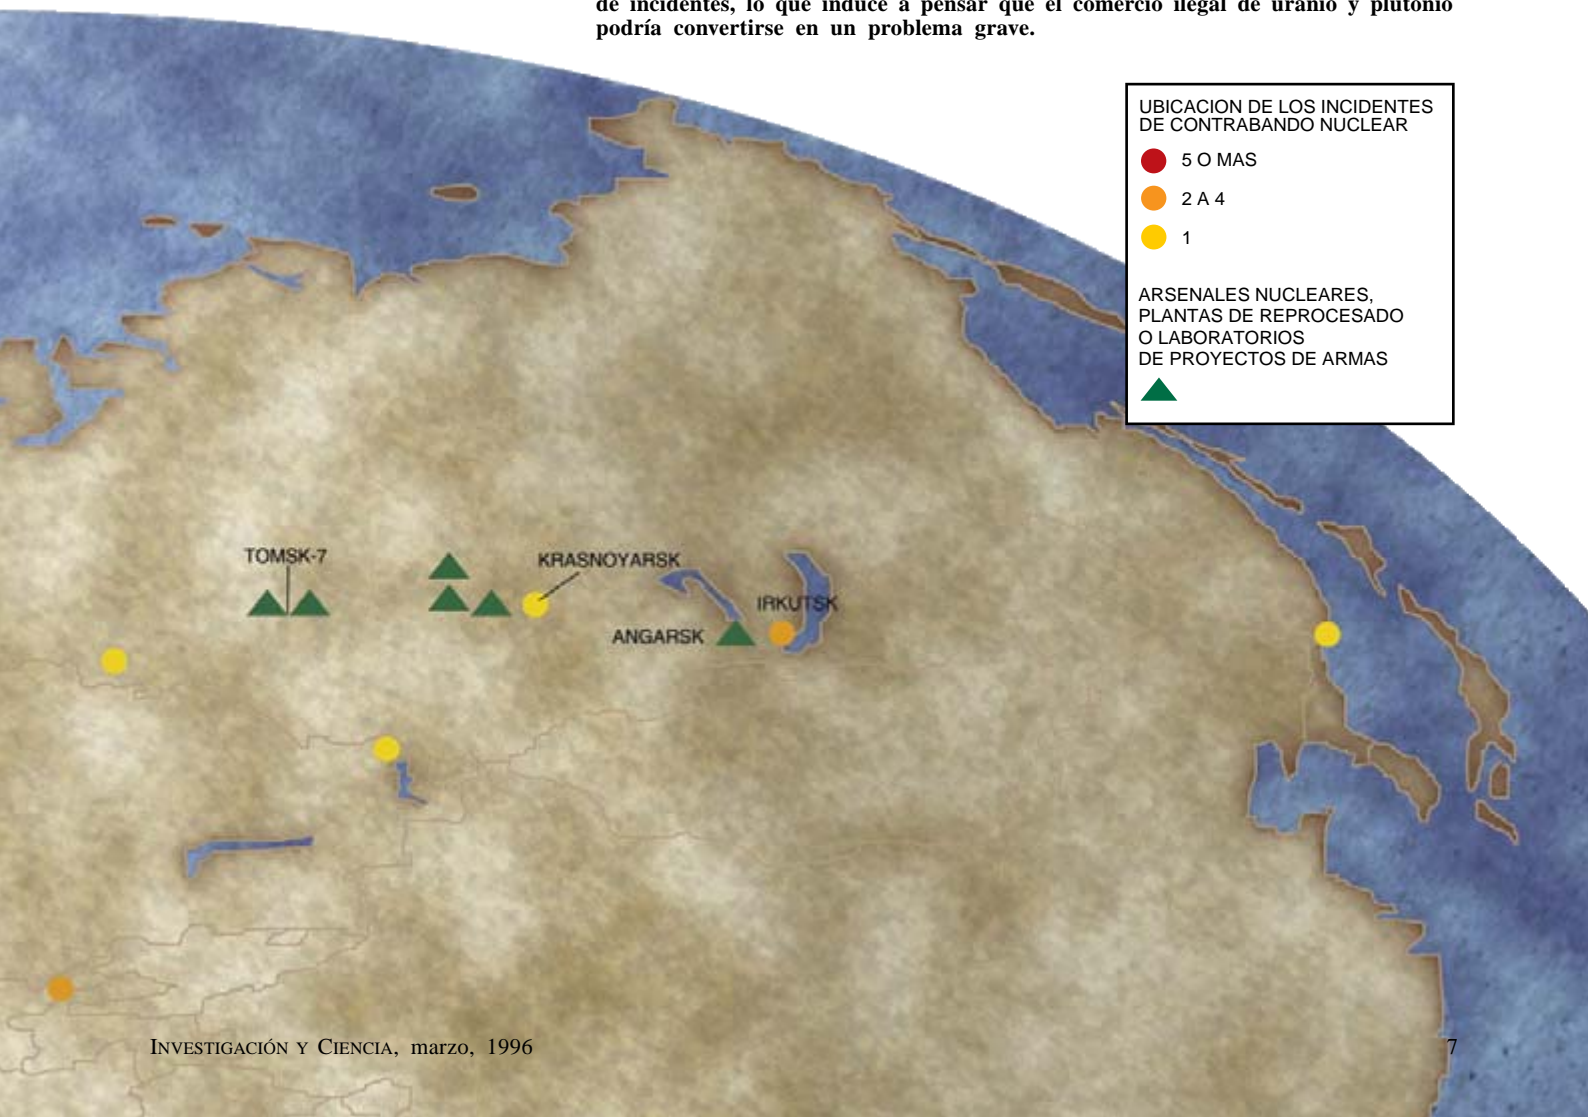 de incidentes, lo que induce a pensar que el comercio ilegal de uranio y plutonio
podría convertirse en un problema grave.
UBICACION DE LOS INCIDENTES
DE CONTRABANDO NUCLEAR
5 O MAS
2 A 4
1
ARSENALES NUCLEARES,
PLANTAS DE REPROCESADO
O LABORATORIOS
DE PROYECTOS DE ARMAS
TOMSK-7
KRASNOYARSK
IRKUTSK
ANGARSK
INVESTIGACIÓN Y CIENCIA, marzo, 1996
7